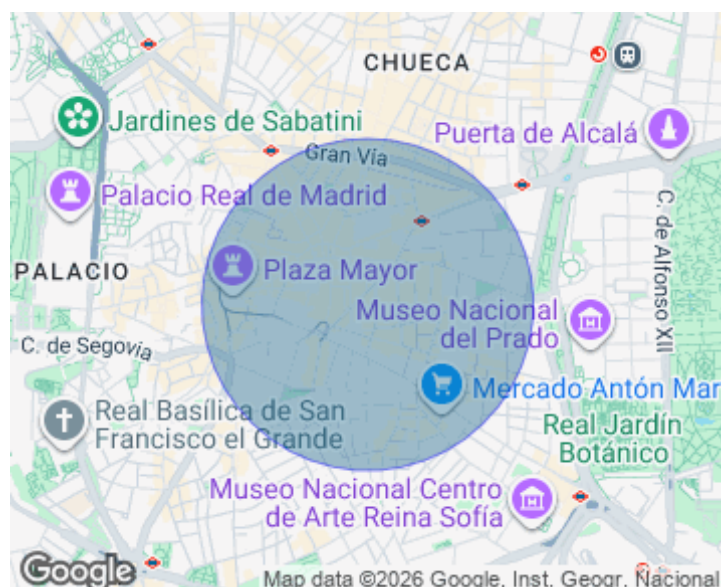 CHUECA
Jardines de Sabatini
Puerta de Alcalá
Gran Vía
Palacio Real de Madrid
C. de Alfonso XII
PALACIO
Plaza Mayor
Museo Nacional
del Prado
C. de Segovia
Mercado Antón Mar
Real Basílica de San
Francisco el Grande
Real Jardín
Botánico
Museo Nacional Centro
de Arte Reina Sofía
Google
Map data ©2026 Google, Inst. Geogr. Nacional